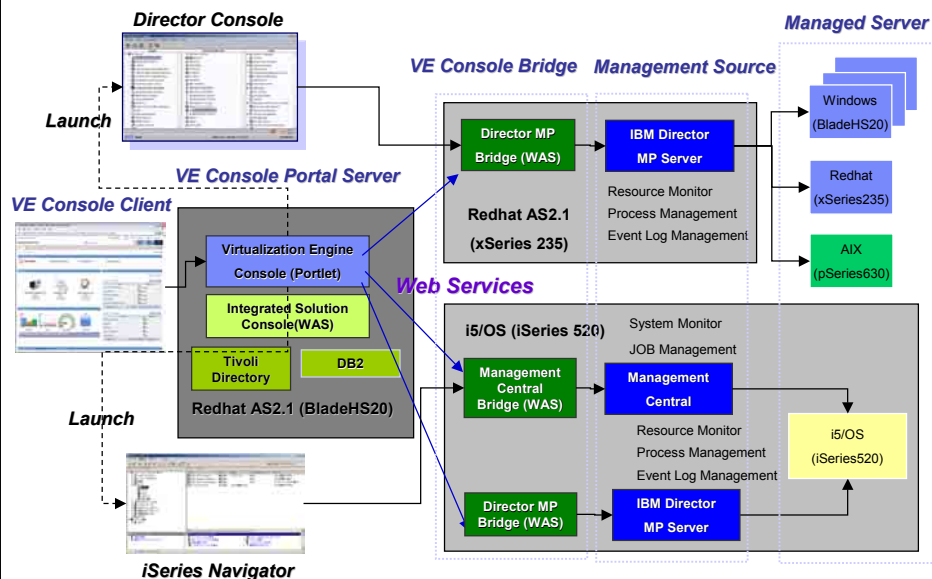 Director Console
Managed Server
VE Console Bridge
Management Source
Launch
Windows
(BladeHS20)
Director MP
Bridge (WAS)
IBM Director
MP Server
VE Console Portal Server
Resource Monitor
Process Management
Event Log Management
Redhat
(xSeries235)
VE Console Client
Redhat AS2.1
(xSeries 235)
Virtualization Engine
Console (Portlet)
AIX
(pSeries630)
Web Services
Integrated Solution
Console(WAS)
i5/OS (iSeries 520)
System Monitor
JOB Management
Tivoli
Directory
DB2
Management
Central
Bridge (WAS)
Management
Central
Redhat AS2.1 (BladeHS20)
Launch
Resource Monitor
Process Management
Event Log Management
i5/OS
(iSeries520)
Director MP
Bridge (WAS)
IBM Director
MP Server
iSeries Navigator